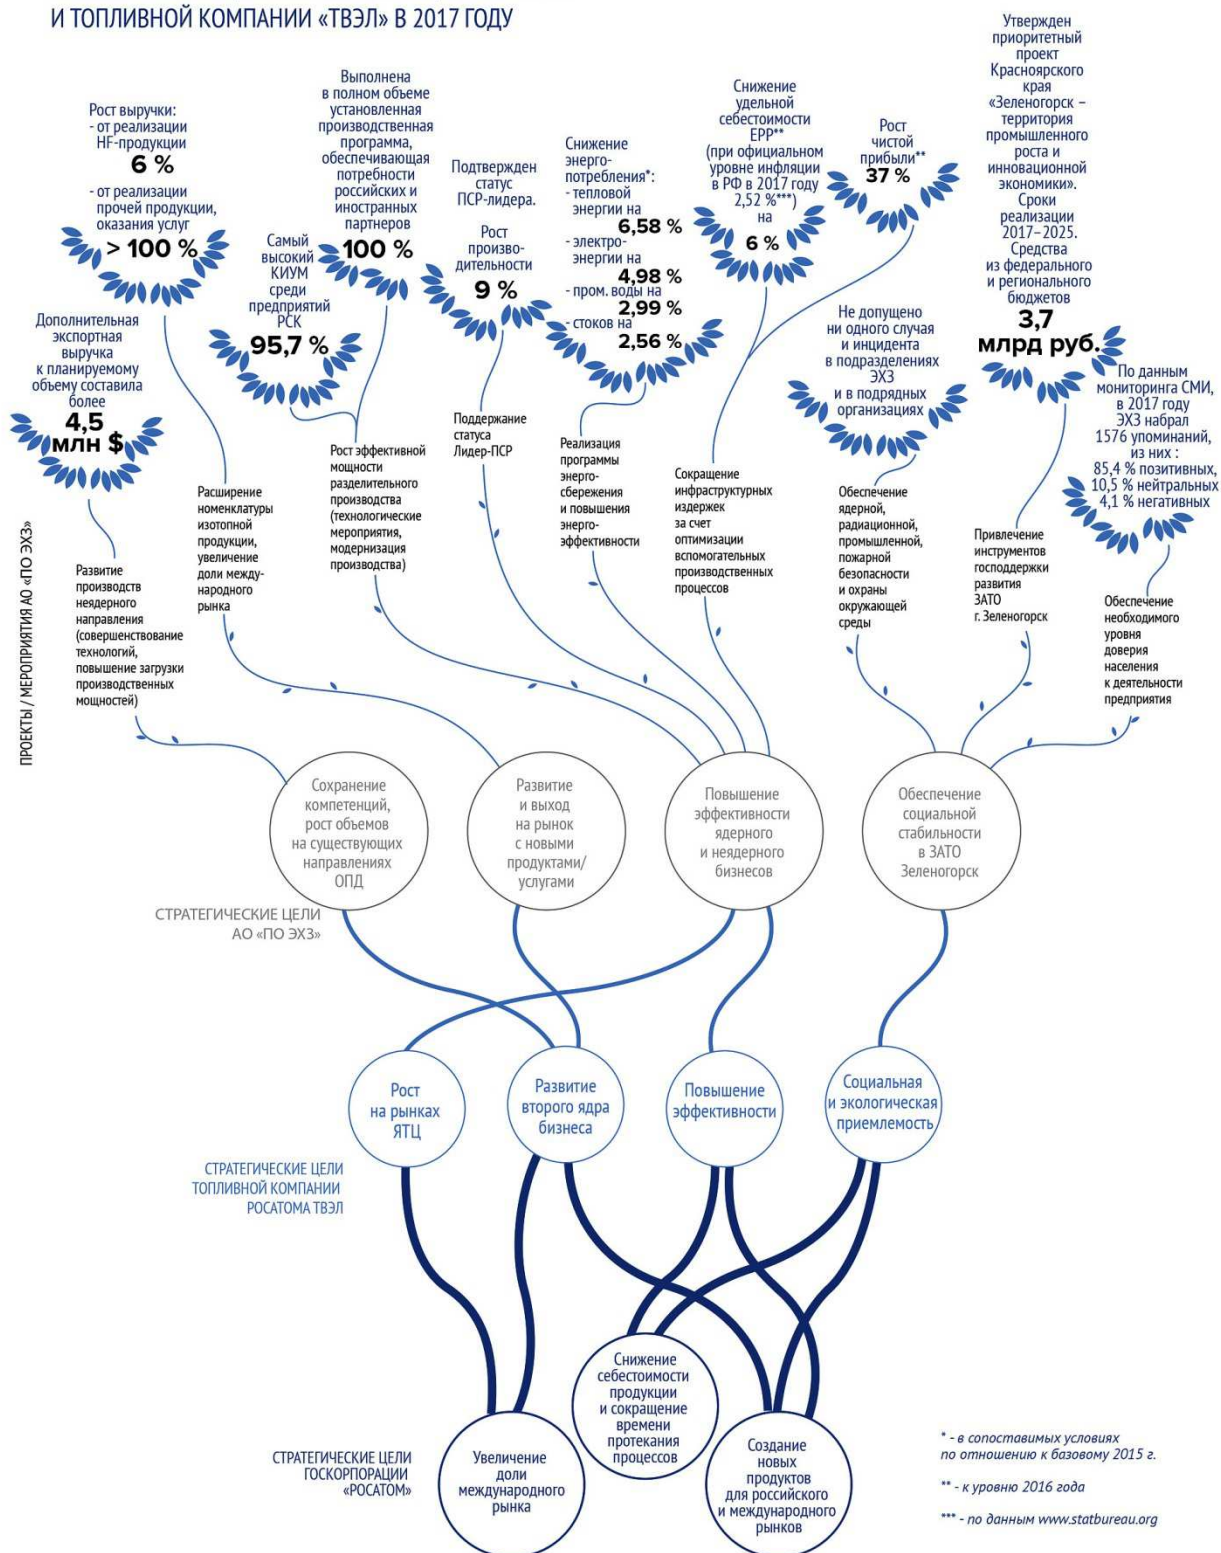 И ТОПЛИВНОЙ КОМПАНИИ «ТВЭЛ» В 2017 ГОДУ
Рост выручки:
- от реализации
HF-продукции
6 %
- от реализации
прочей продукции,
оказания услуг
> 100 %
Выполнена
в полном объеме
установленная
производственная
программа,
обеспечивающая
потребности
российских и
иностранных
партнеров
100 %
Самый
высокий
КИУМ
среди
предприятий
РСК
95,7 %
Дополнительная
экспортная
выручка
к планируемому
объему составила
более
4,5
млн $
Подтвержден
статус
ПСР-лидера.
Рост
произво-
дительности
9 %
Снижение
энерго-
потребления*:
- тепловой
энергии на
6,58 %
- электро-
энергии на
4,98 %
- пром. воды на
2,99 %
- стоков на
2,56 %
Снижение
удельной
себестоимости
ЕРР**
(при официальном
уровне инфляции
в РФ в 2017 году
2,52 %***)
на
6 %
Рост
чистой
прибыли**
37 %
Утвержден
приоритетный
проект
Красноярского
края
«Зеленогорск –
территория
промышленного
роста и
инновационной
экономики».
Сроки
реализации
2017–2025.
Средства
из федерального
и регионального
бюджетов
3,7
млрд руб.
Не допущено
ни одного случая
и инцидента
в подразделениях
ЭХЗ
и в подрядных
организациях
По данным
мониторинга СМИ,
в 2017 году
ЭХЗ набрал
1576 упоминаний,
из них :
85,4 % позитивных,
10,5 % нейтральных
4,1 % негативных
ПРОЕКТЫ / МЕРОПРИЯТИЯ АО «ПО ЭХЗ»
Развитие
производств
неядерного
направления
(совершенствование
технологий,
повышение загрузки
производственных
мощностей)
Расширение
номенклатуры
изотопной
продукции,
увеличение
доли между-
народного
рынка
Рост эффективной
мощности
разделительного
производства
(технологические
мероприятия,
модернизация
производства)
Поддержание
статуса
Лидер-ПСР
Реализация
программы
энерго-
сбережения
и повышения
энерго-
эффективности
Сокращение
инфраструктурных
издержек
за счет
оптимизации
вспомогательных
производственных
процессов
Обеспечение
ядерной,
радиационной,
промышленной,
пожарной
безопасности
и охраны
окружающей
среды
Привлечение
инструментов
господдержки
развития
ЗАТО
г. Зеленогорск
Обеспечение
необходимого
уровня
доверия
населения
к деятельности
предприятия
Сохранение
компетенций,
рост объемов
на существующих
направлениях
ОПД
Развитие
и выход
на рынок
с новыми
продуктами/
услугами
Повышение
эффективности
ядерного
и неядерного
бизнесов
Обеспечение
социальной
стабильности
в ЗАТО
Зеленогорск
СТРАТЕГИЧЕСКИЕ ЦЕЛИ
АО «ПО ЭХЗ»
Рост
на рынках
ЯТЦ
Развитие
второго ядра
бизнеса
Повышение
эффективности
Социальная
и экологическая
приемлемость
СТРАТЕГИЧЕСКИЕ ЦЕЛИ
ТОПЛИВНОЙ КОМПАНИИ
РОСАТОМА ТВЭЛ
Снижение
себестоимости
продукции
и сокращение
времени
протекания
процессов
Увеличение
доли
международного
рынка
Создание
новых
продуктов
для российского
и международного
рынков
СТРАТЕГИЧЕСКИЕ ЦЕЛИ
ГОСКОРПОРАЦИИ
«РОСАТОМ»
* - в сопоставимых условиях
по отношению к базовому 2015 г.
** - к уровню 2016 года
*** - по данным www.statbureau.org